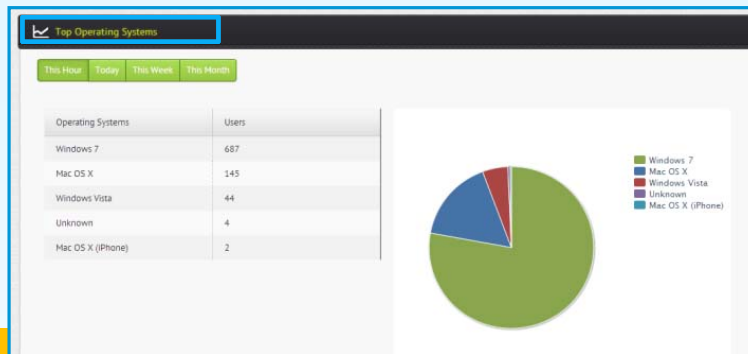 Top Operating Systems
This Hour Today This Week This Month
Operating Systems Users
Windows 7 687
Mac OS X 145
Windows Vista 44
Unknown 4
Mac OS X (iPhone) 2
Windows 7
Mac OS X
Windows Vista
Unknown
Mac OS X (iPhone)